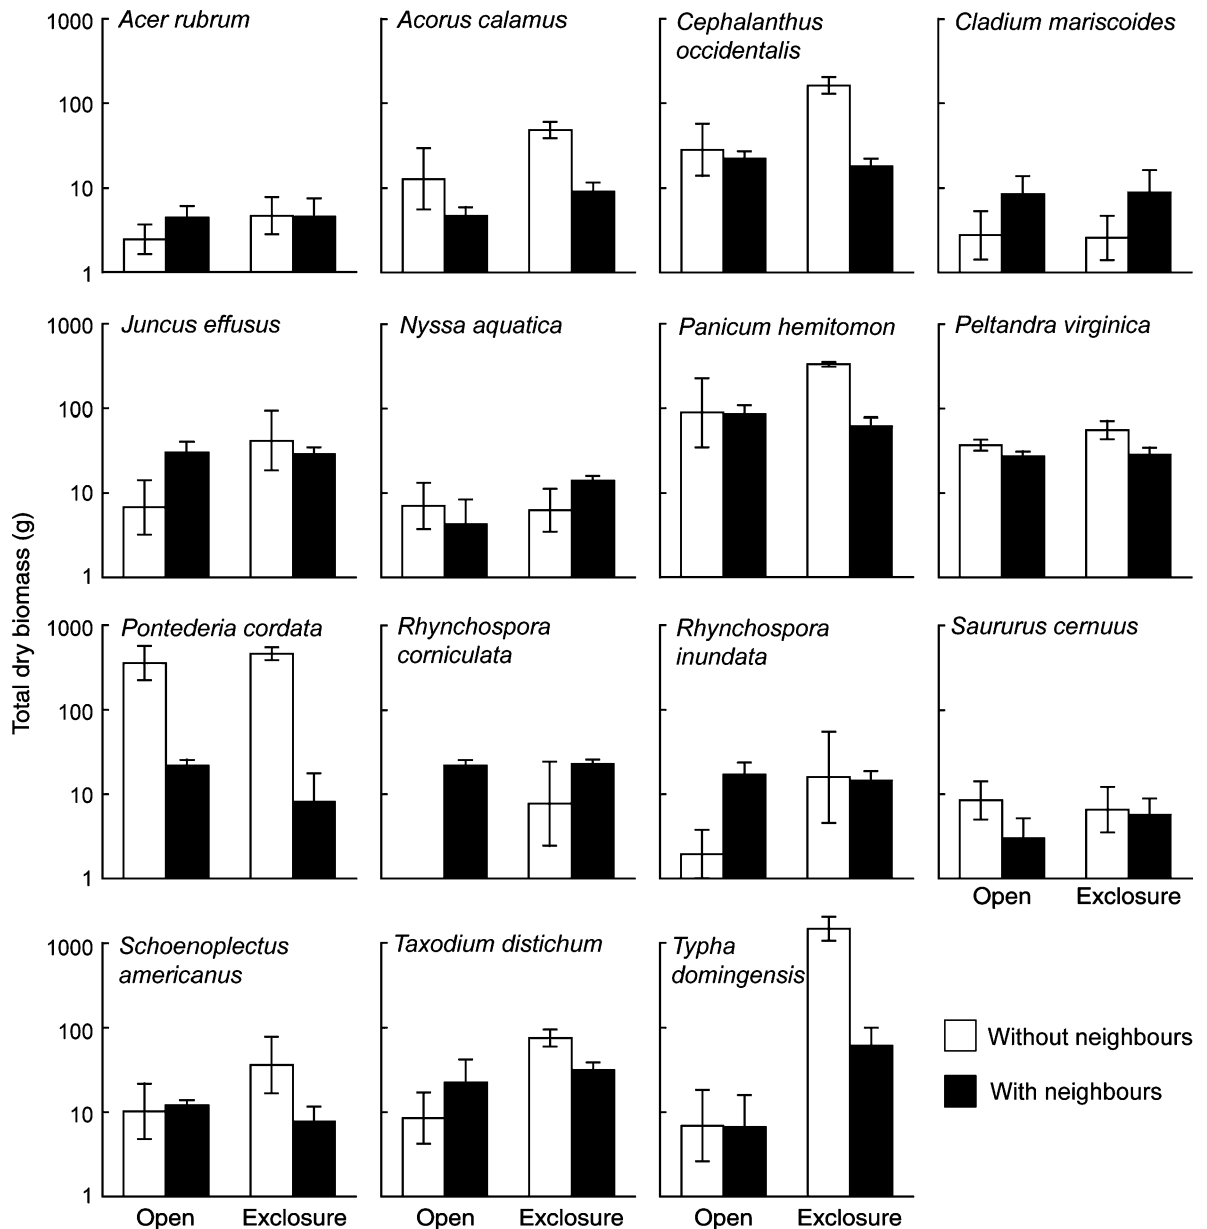 Total dry biomass (g)
1000
100
10
1
Acer rubrum
Acorus calamus
Cephalanthus
occidentalis
Cladium mariscoides
1000
100
10
1
Juncus effusus
Nyssa aquatica
Panicum hemitomon
Peltandra virginica
1000
100
10
1
Pontederia cordata
Rhynchospora
corniculata
Rhynchospora
inundata
Saururus cernuus
Open Exclosure
1000
100
10
1
Schoenoplectus
americanus
Open Exclosure
Taxodium distichum
Open Exclosure
Typha
domingensis
Open Exclosure
Without neighbours
With neighbours